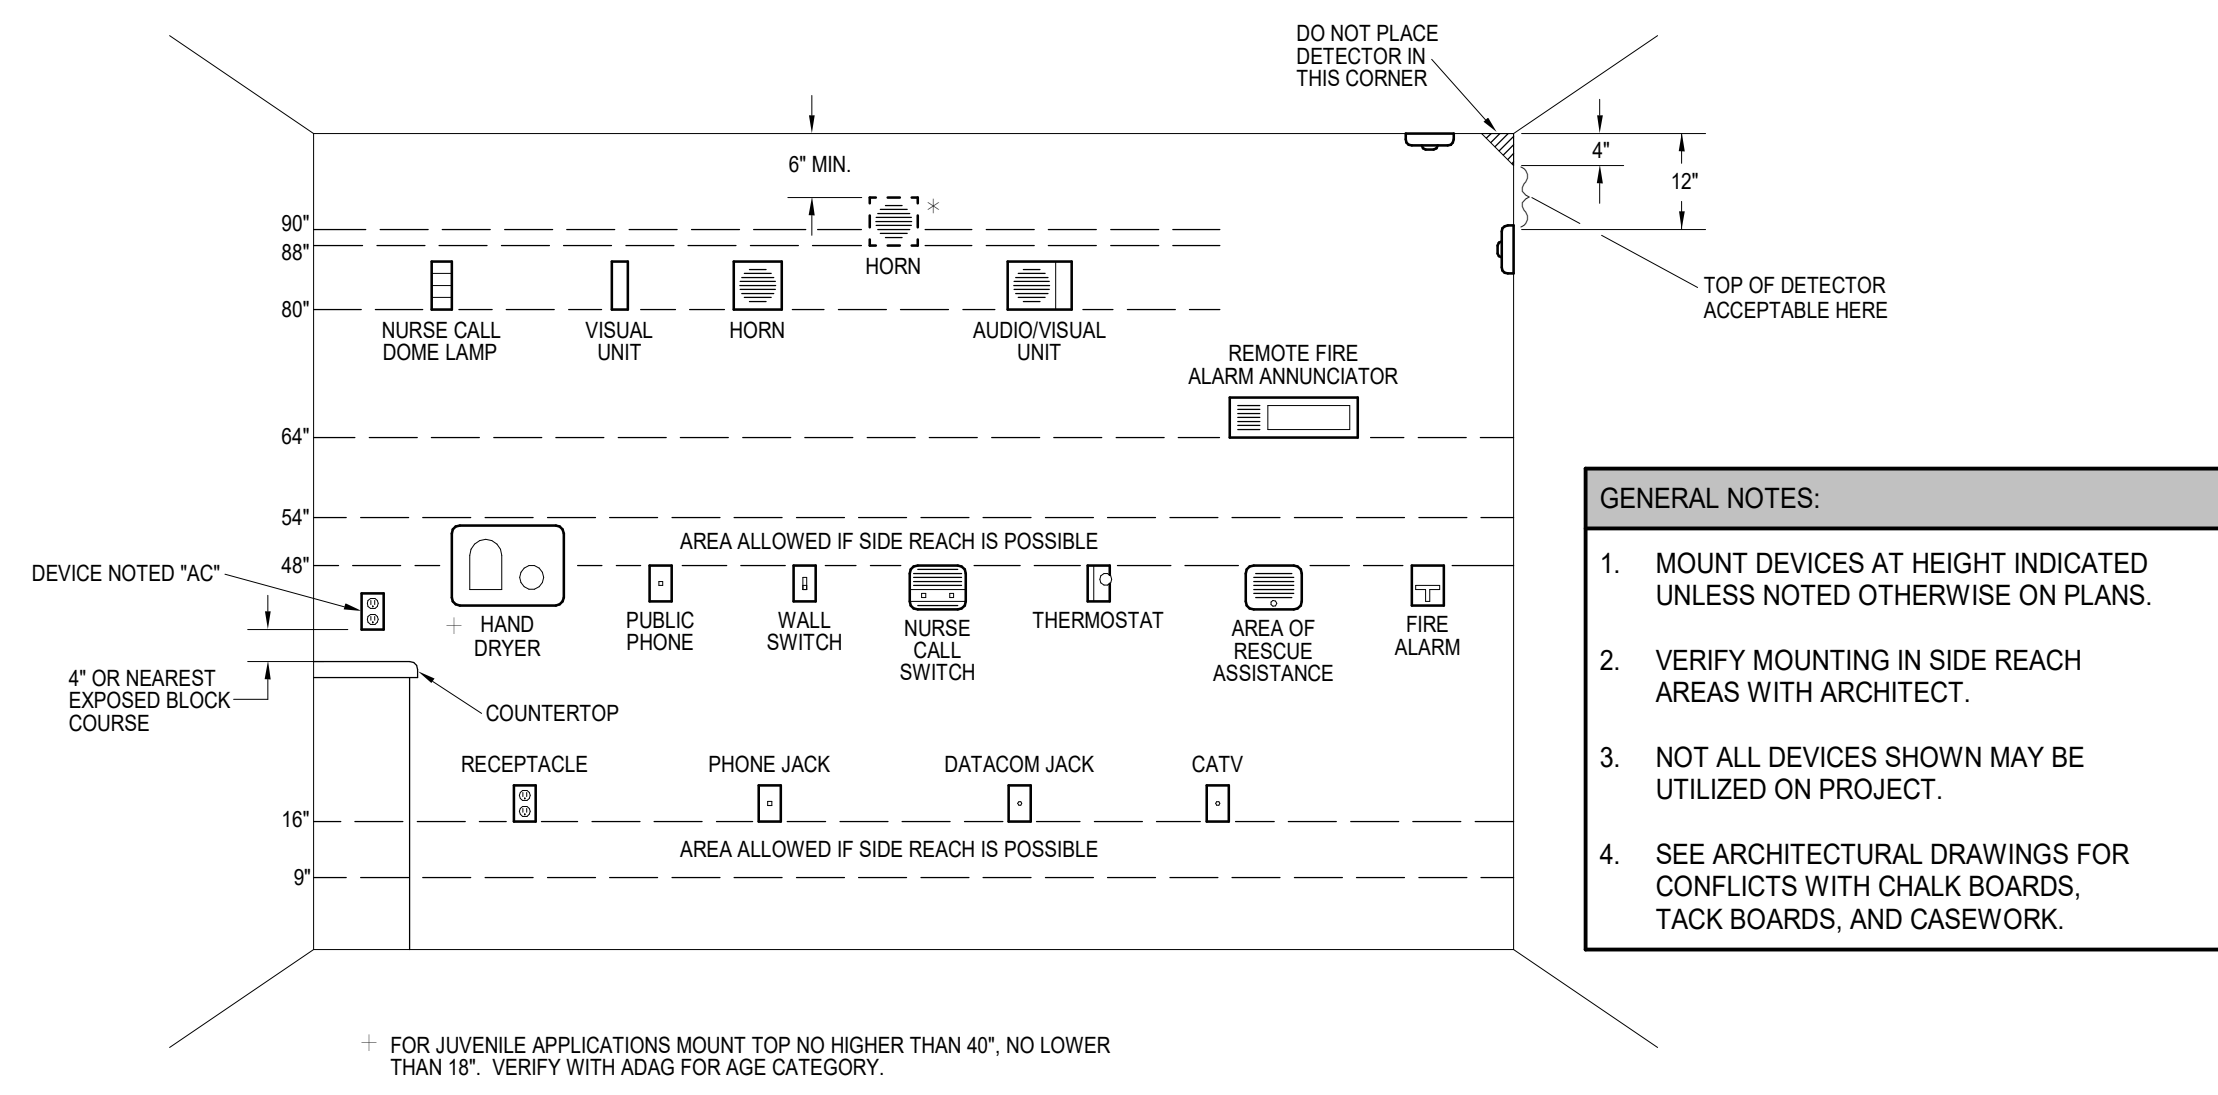 DO NOT PLACE
DETECTOR IN
THIS CORNER
6" MIN.
4"
12"
90"
88"
*
HORN
TOP OF DETECTOR
ACCEPTABLE HERE
80"
NURSE CALL
DOME LAMP
VISUAL
UNIT
HORN
AUDIO/VISUAL
UNIT
REMOTE FIRE
ALARM ANNUNCIATOR
64"
54"
AREA ALLOWED IF SIDE REACH IS POSSIBLE
48"
DEVICE NOTED "AC"
+ HAND
DRYER
PUBLIC
PHONE
WALL
SWITCH
NURSE
CALL
SWITCH
THERMOSTAT
AREA OF
RESCUE
ASSISTANCE
FIRE
ALARM
4" OR NEAREST
EXPOSED BLOCK
COURSE
COUNTERTOP
RECEPTACLE
PHONE JACK
DATACOM JACK
CATV
16"
AREA ALLOWED IF SIDE REACH IS POSSIBLE
9"
GENERAL NOTES:
1. MOUNT DEVICES AT HEIGHT INDICATED
UNLESS NOTED OTHERWISE ON PLANS.
2. VERIFY MOUNTING IN SIDE REACH
AREAS WITH ARCHITECT.
3. NOT ALL DEVICES SHOWN MAY BE
UTILIZED ON PROJECT.
4. SEE ARCHITECTURAL DRAWINGS FOR
CONFLICTS WITH CHALK BOARDS,
TACK BOARDS, AND CASEWORK.
+ FOR JUVENILE APPLICATIONS MOUNT TOP NO HIGHER THAN 40", NO LOWER
THAN 18". VERIFY WITH ADAG FOR AGE CATEGORY.